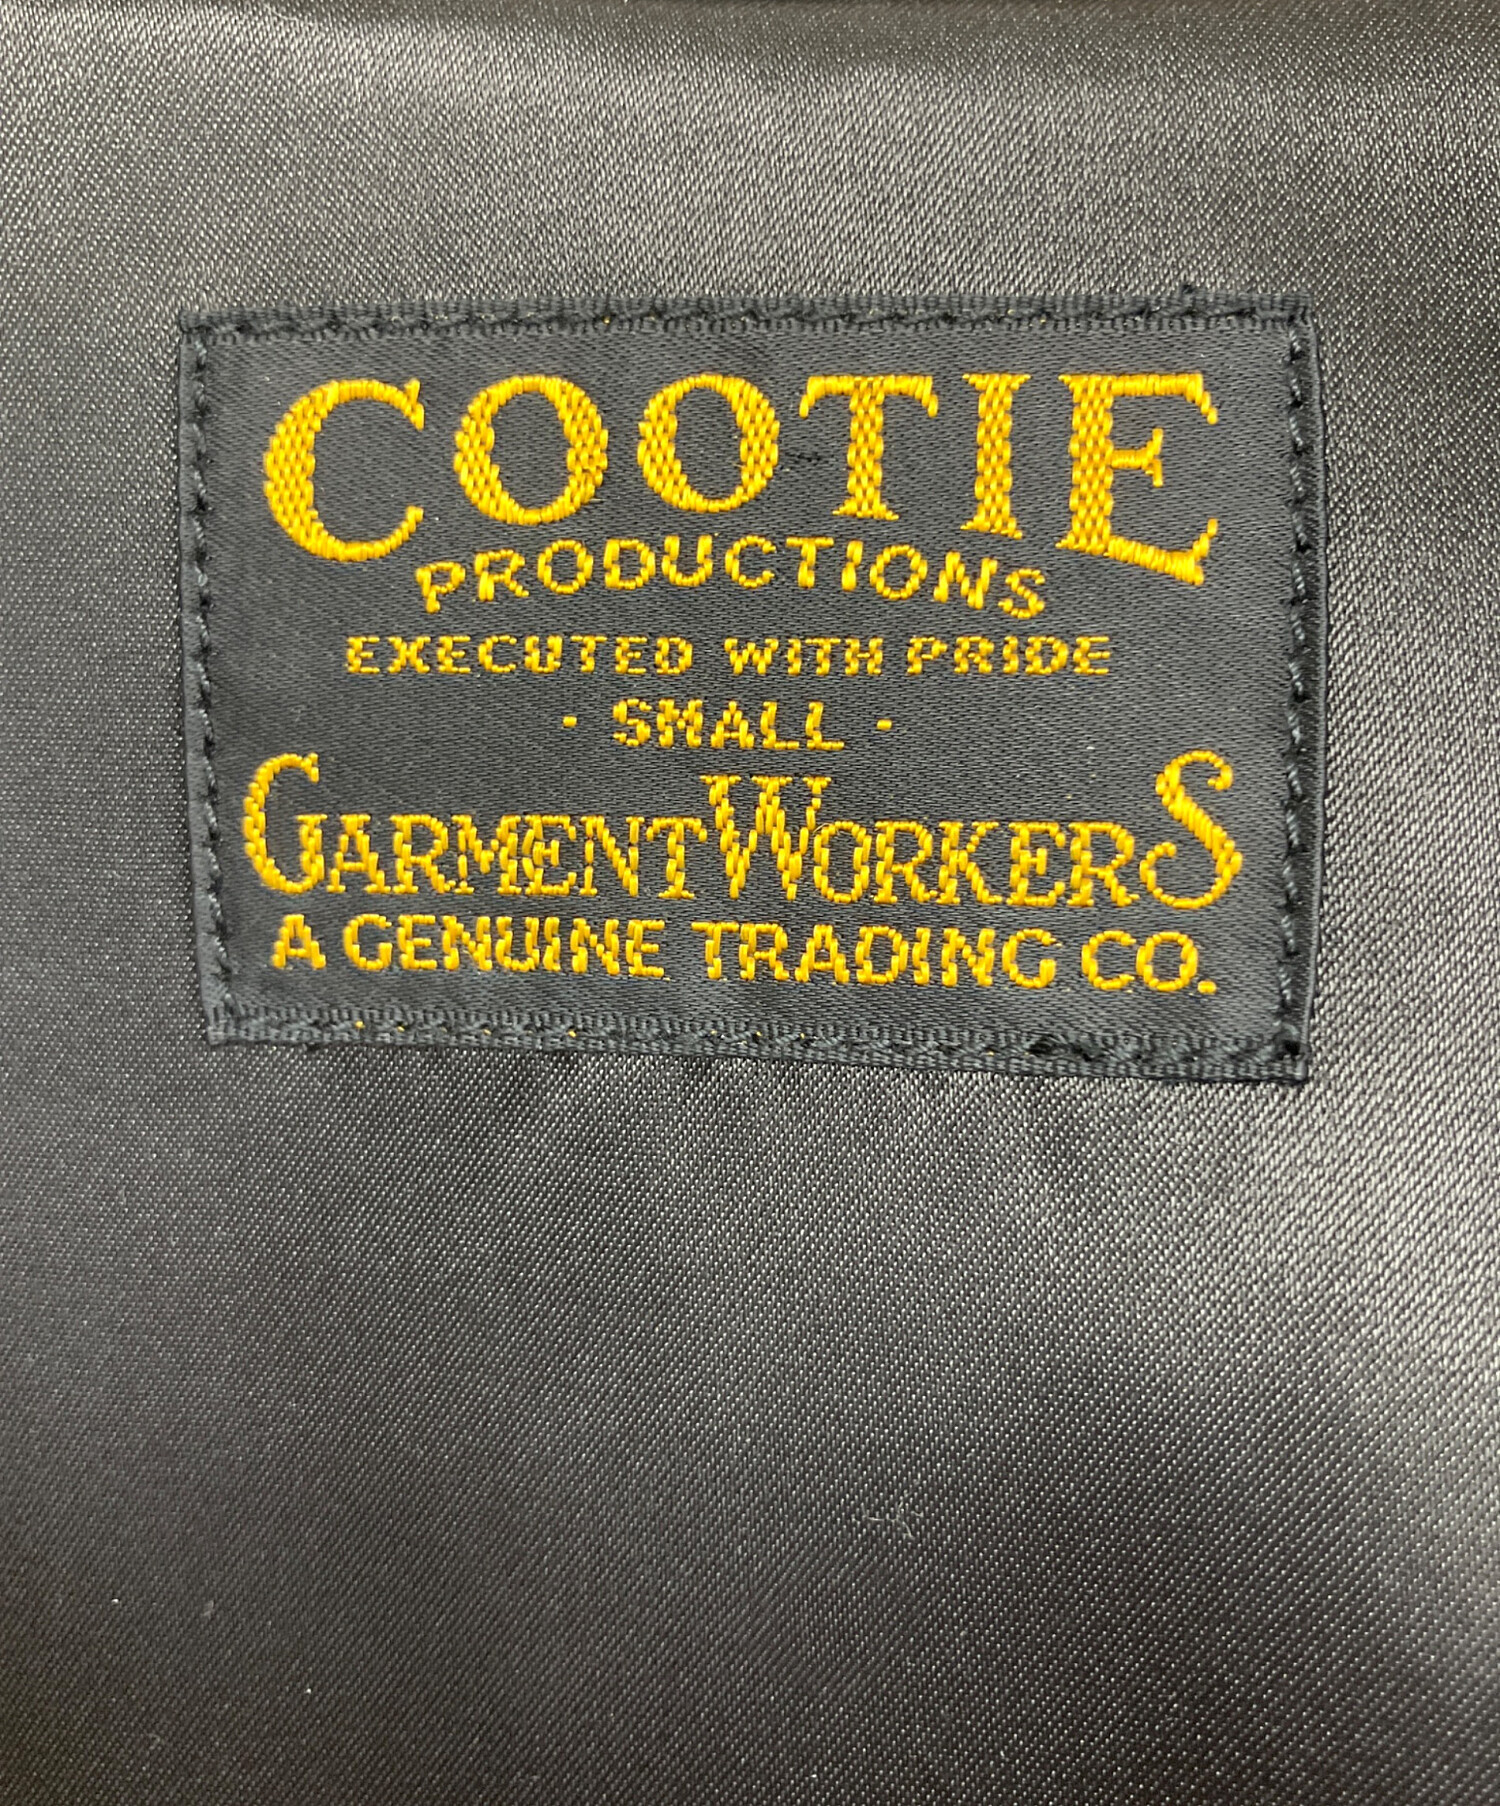 COOTIE
PRODUCTIONS
EXECUTED WITH PRIDE
· SMALL ·
GARMENTWORKERS
A GENUINE TRADING CO.